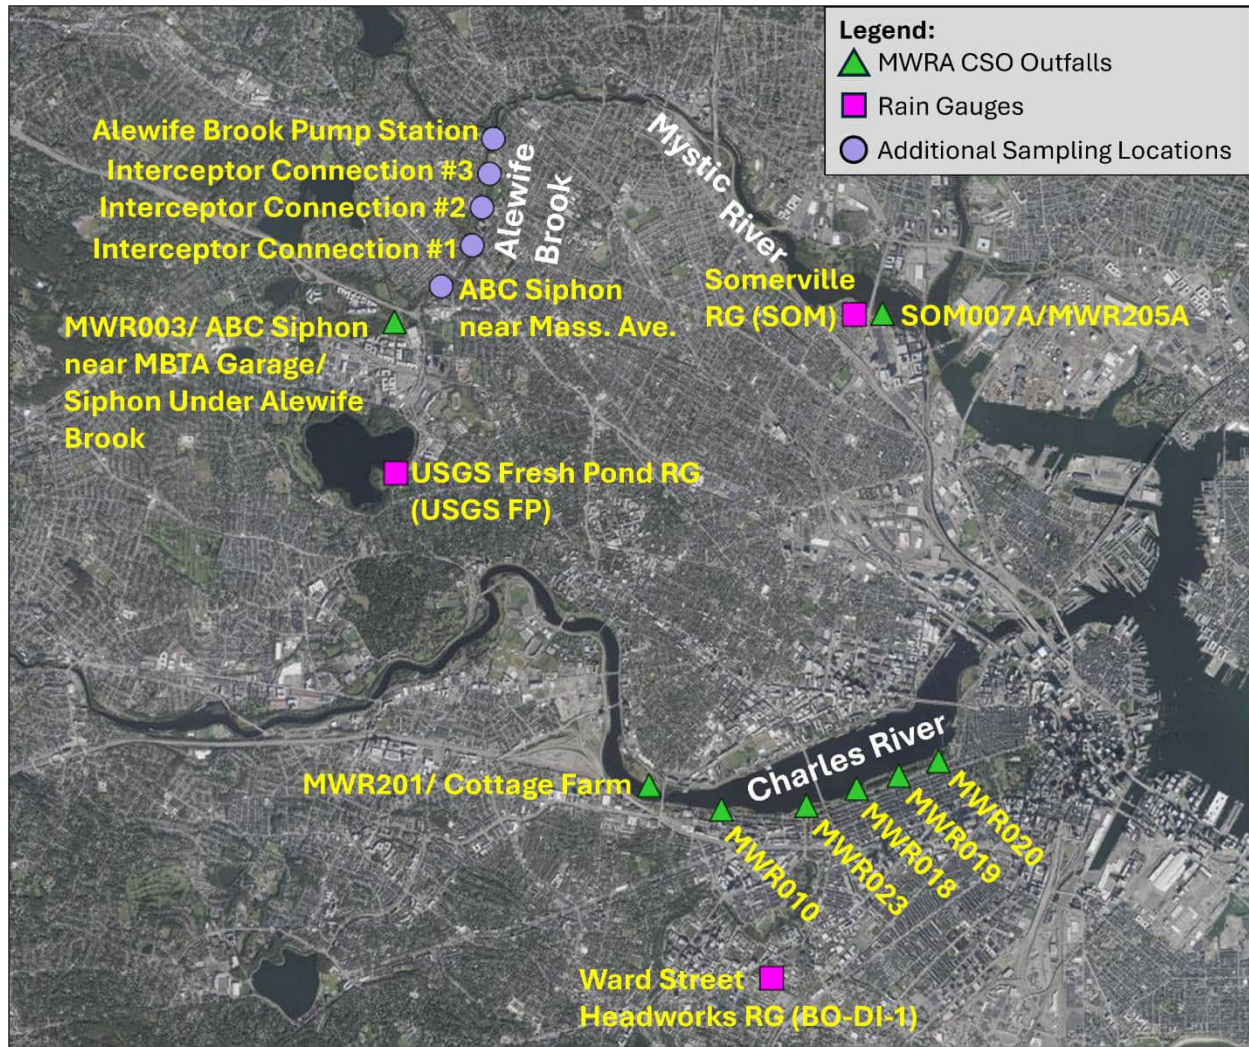 Legend:
MWRA CSO Outfalls
Rain Gauges
Additional Sampling Locations
Alewife Brook Pump Station
Interceptor Connection #3
Interceptor Connection #2
Interceptor Connection #1
Alewife
Brook
Mystic
River
ABC Siphon
near Mass. Ave.
MWR003/ ABC Siphon
near MBTA Garage/
Siphon Under Alewife
Brook
Somerville
RG (SOM)
SOM007A/MWR205A
USGS Fresh Pond RG
(USGS FP)
Charles River
MWR201/ Cottage Farm
MWR010
MWR023
MWR018
MWR019
MWR020
Ward Street
Headworks RG (BO-DI-1)